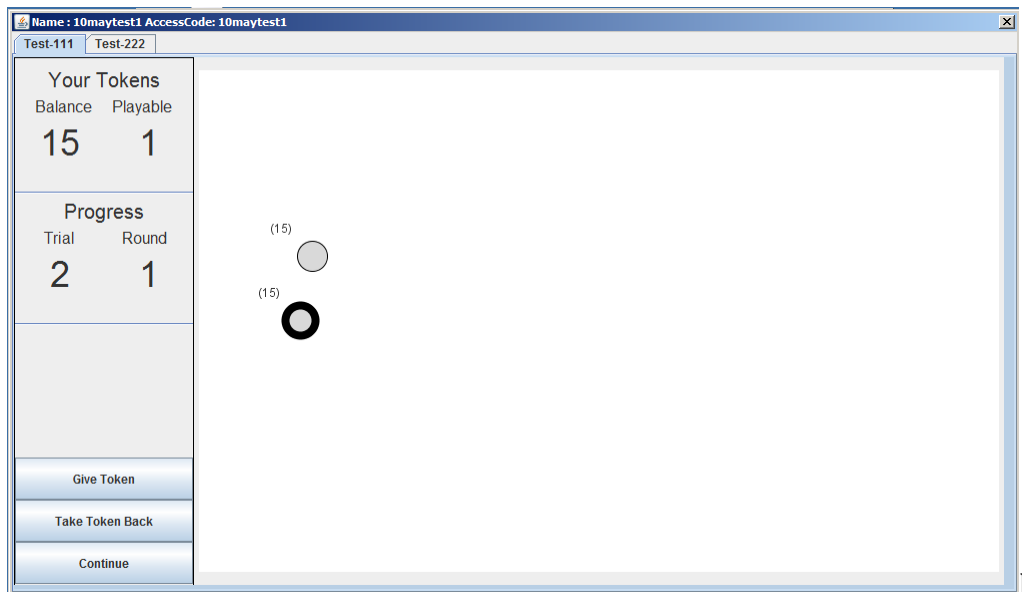 Name : 10maytest1 AccessCode: 10maytest1
Test-111 Test-222
Your Tokens
Balance Playable
15 1
Progress
Trial Round
2 1
(15)
(15)
Give Token
Take Token Back
Continue